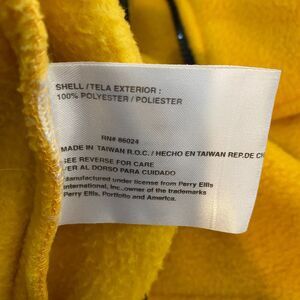 SHELL / TELA EXTERIOR :
100% POLYESTER / POLIESTER
RN# 86024
MADE IN TAIWAN R.O.C. / HECHO EN TAIWAN REP.DE
SEE REVERSE FOR CARE
VER AL DORSO PARA CUIDADO
Manufactured under license from Perry Ellis
International, Inc.,owner of the trademarks
Perry Ellis, Portfolio and America.